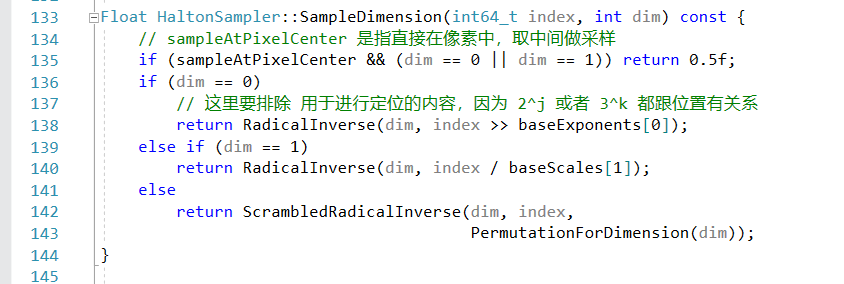 133 Float HaltonSampler::SampleDimension(int64_t index, int dim) const {
134 // sampleAtPixelCenter 是指直接在像素中，取中间做采样
135 if (sampleAtPixelCenter && (dim == 0 || dim == 1)) return 0.5f;
136 if (dim == 0)
137 // 这里要排除 用于进行定位的内容，因为 2^j 或者 3^k 都跟位置有关系
138 return RadicalInverse(dim, index >> baseExponents[0]);
139 else if (dim == 1)
140 return RadicalInverse(dim, index / baseScales[1]);
141 else
142 return ScrambledRadicalInverse(dim, index,
143 PermutationForDimension(dim));
144 }
145